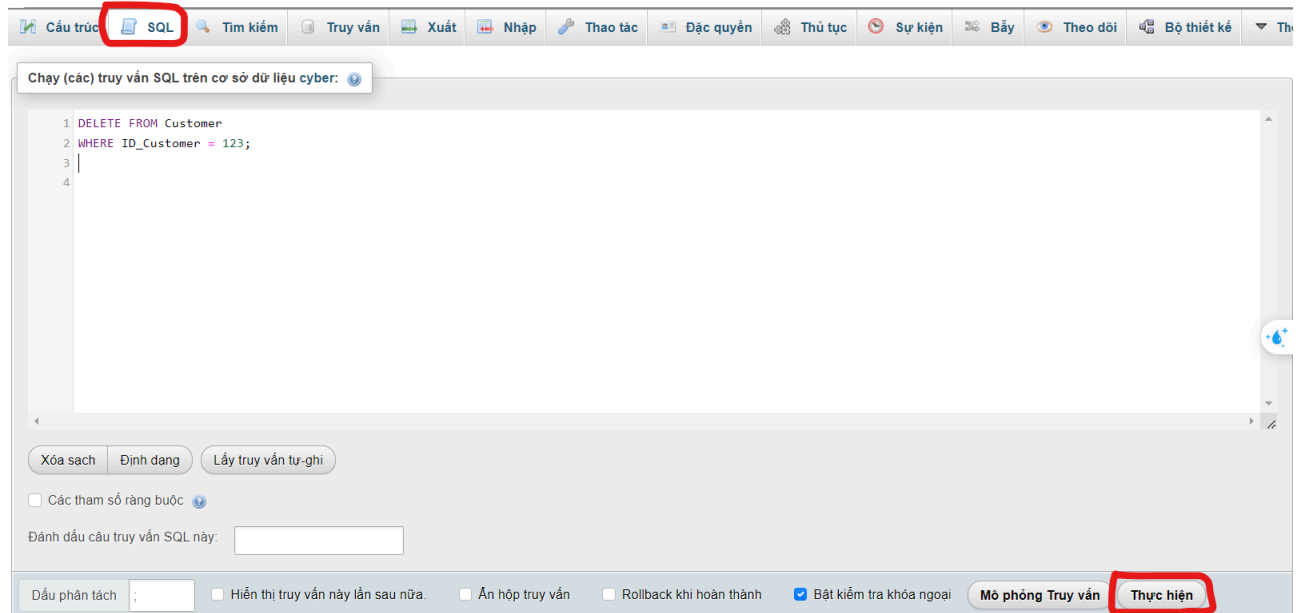 Cấu trúc SQL Tìm kiếm Truy vấn Xuất Nhập Thao tác Đặc quyền Thủ tục Sự kiện Bẫy Theo dõi Bộ thiết kế
Chạy (các) truy vấn SQL trên cơ sở dữ liệu cyber:
1 DELETE FROM Customer
2 WHERE ID_Customer = 123;
3
4
Xóa sạch Định dạng Lấy truy vấn tự-ghi
Các tham số ràng buộc
Đánh dấu câu truy vấn SQL này:
Dấu phân tách ; Hiển thị truy vấn này lần sau nữa. Ẩn hộp truy vấn Rollback khi hoàn thành Bật kiểm tra khóa ngoại Mô phỏng Truy vấn Thực hiện